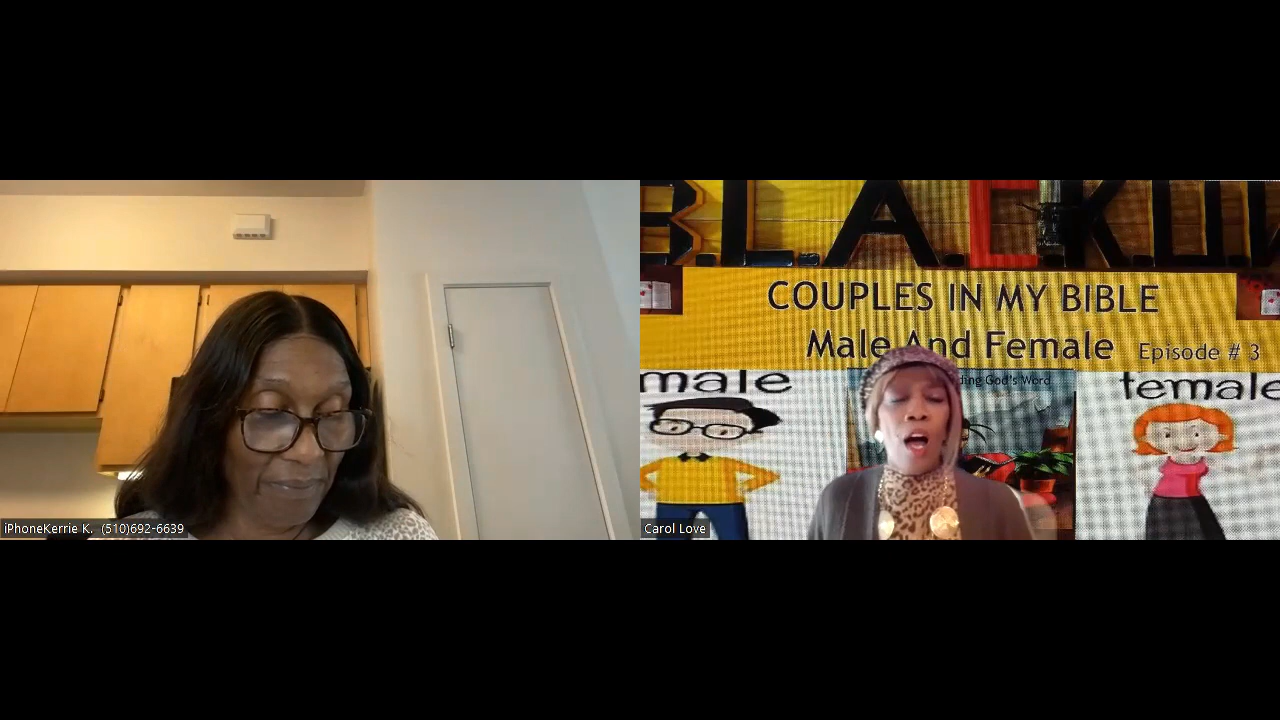 B.L.A.E.K.L.U.V
COUPLES IN MY BIBLE
Male And Female Episode # 3
male
ding God's Word
female
iPhoneKerrie K. (510)692-6639
Carol Love